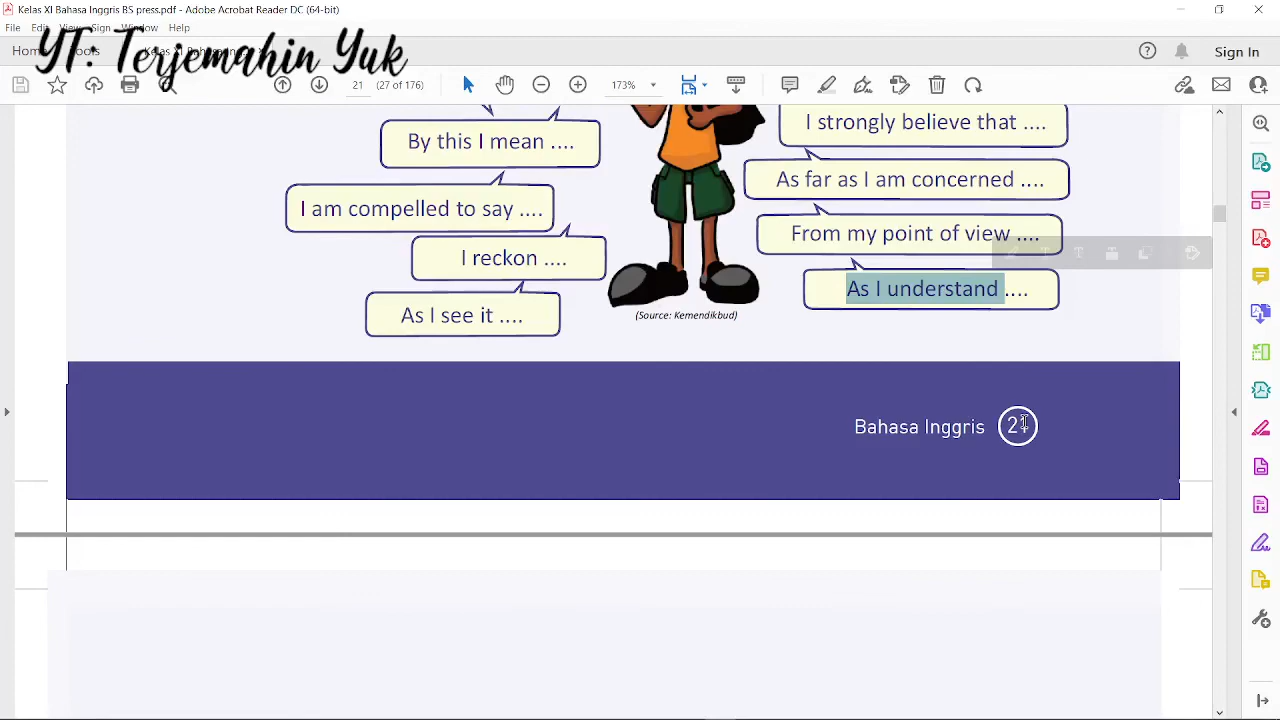 Kelas XI Bahasa Inggris BS press.pdf - Adobe Acrobat Reader DC (64-bit)
File Edit View Sign Window Help
YT: Terjemahin Yuk
Sign In
21 (27 of 176)
173%
By this I mean ....
I am compelled to say ....
I reckon ....
As I see it ....
I strongly believe that ....
As far as I am concerned ....
From my point of view ....
As I understand ....
(Source: Kemendikbud)
Bahasa Inggris 21